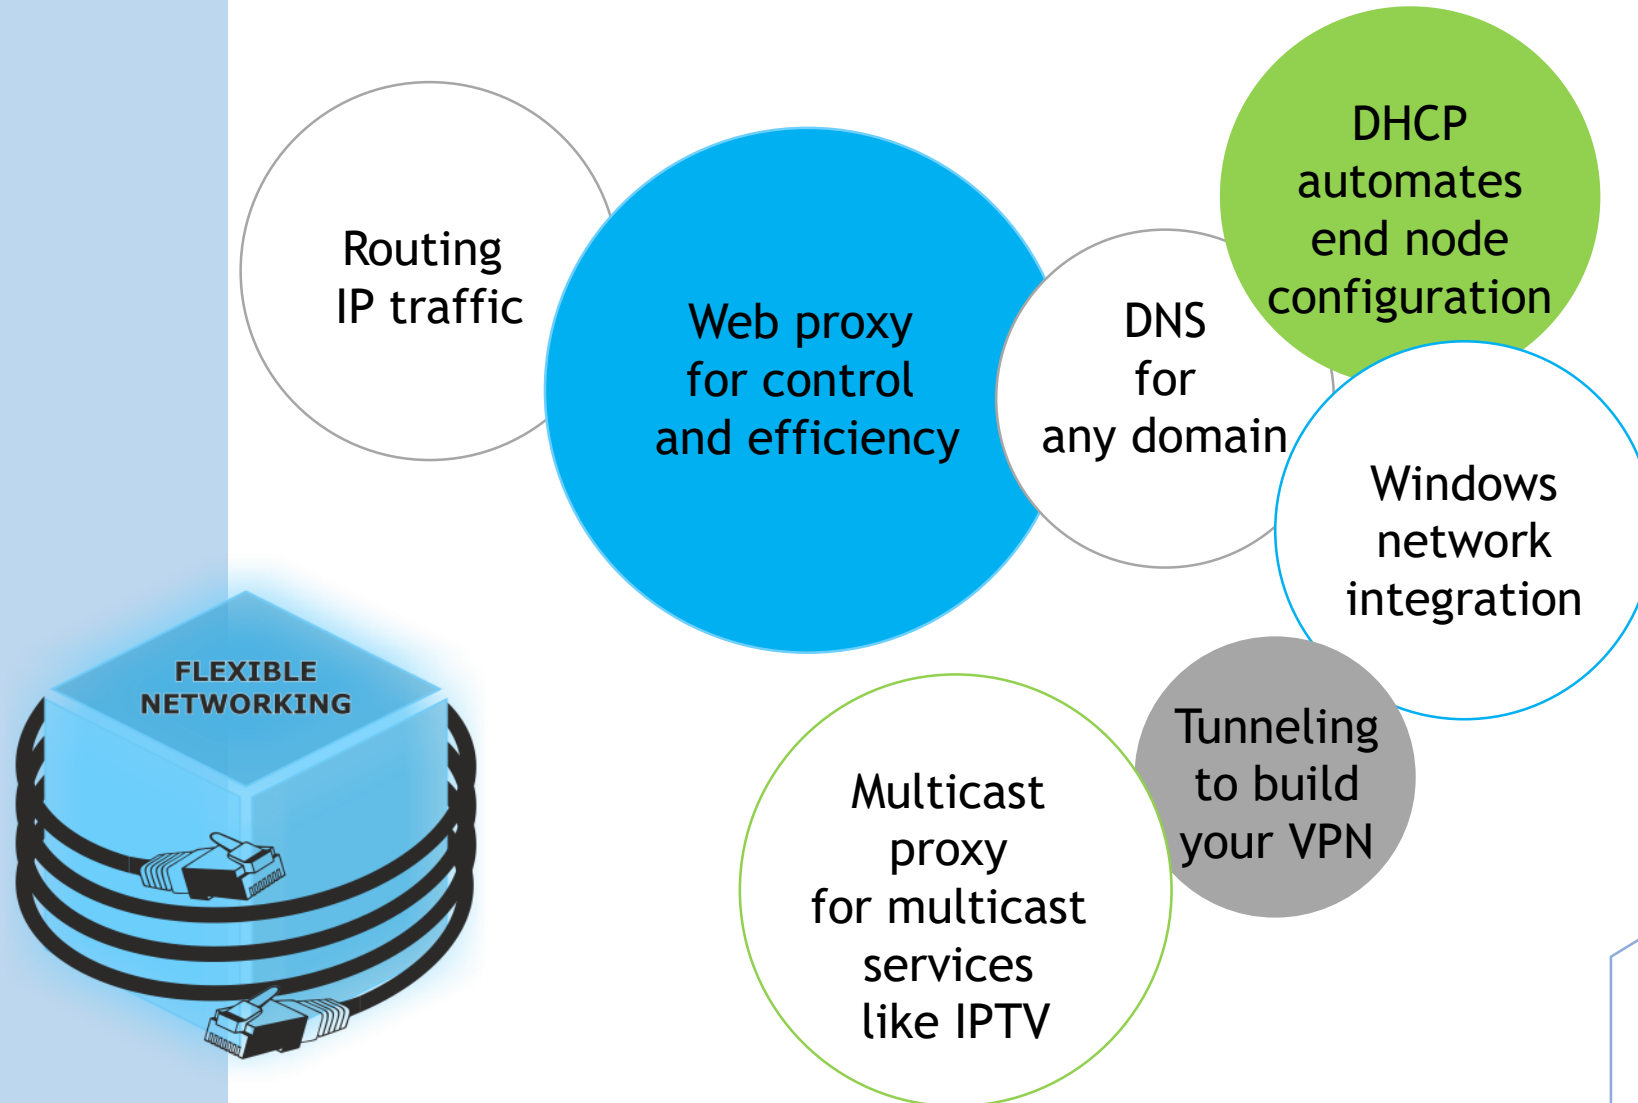 Routing
IP traffic
Web proxy
for control
and efficiency
DNS
for
any domain
DHCP
automates
end node
configuration
Windows
network
integration
Tunneling
to build
your VPN
Multicast
proxy
for multicast
services
like IPTV
FLEXIBLE
NETWORKING